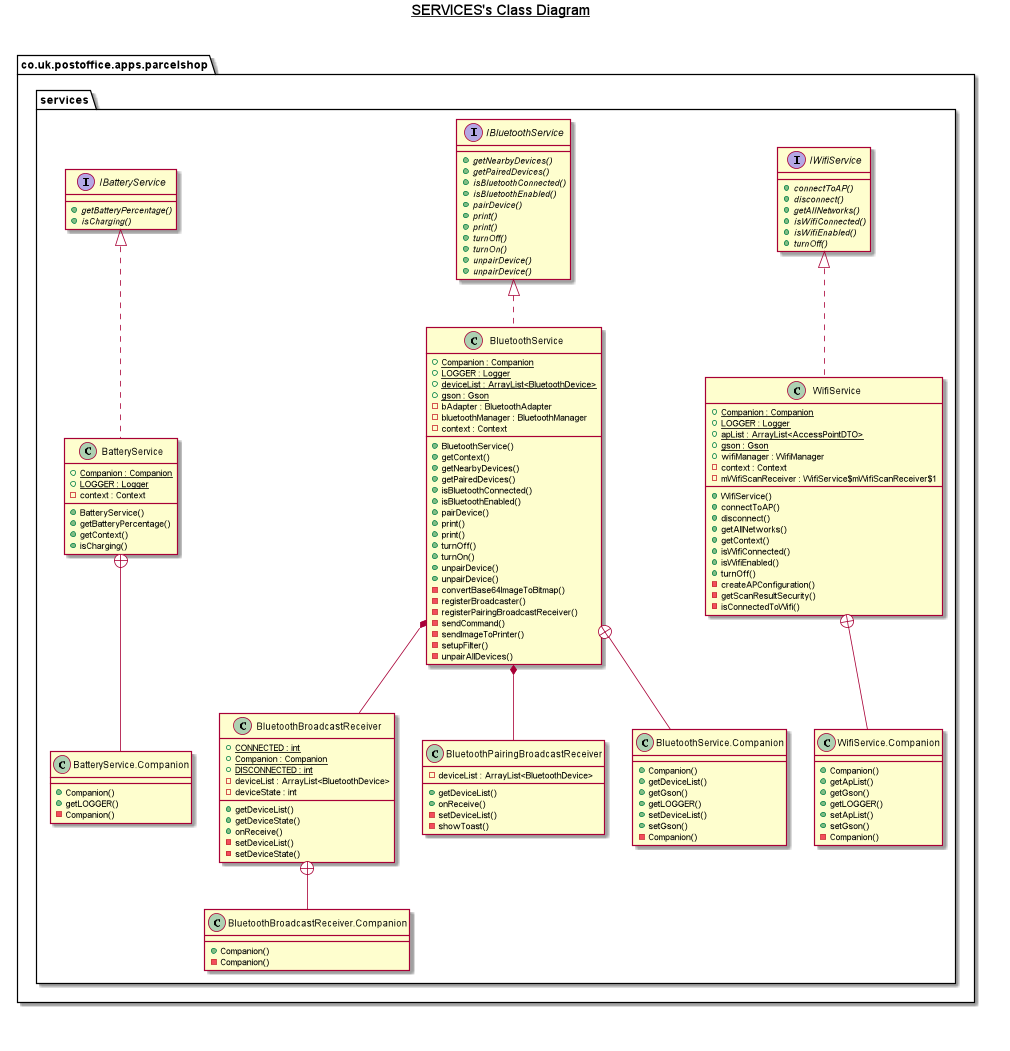 SERVICES's Class Diagram
co.uk.postoffice.apps.parcelshop
services
I IBatteryService
getBatteryPercentage()
isCharging()
I IBluetoothService
getNearbyDevices()
getPairedDevices()
isBluetoothConnected()
isBluetoothEnabled()
pairDevice()
print()
print()
turnOff()
turnOn()
unpairDevice()
unpairDevice()
I IWifiService
connectToAP()
disconnect()
getAllNetworks()
isWifiConnected()
isWifiEnabled()
turnOff()
C BatteryService
Companion : Companion
LOGGER : Logger
context : Context
BatteryService()
getBatteryPercentage()
getContext()
isCharging()
C BluetoothService
Companion : Companion
LOGGER : Logger
deviceList : ArrayList<BluetoothDevice>
gson : Gson
bAdapter : BluetoothAdapter
bluetoothManager : BluetoothManager
context : Context
BluetoothService()
getContext()
getNearbyDevices()
getPairedDevices()
isBluetoothConnected()
isBluetoothEnabled()
pairDevice()
print()
print()
turnOff()
turnOn()
unpairDevice()
unpairDevice()
convertBase64ImageToBitmap()
registerBroadcaster()
registerPairingBroadcastReceiver()
sendCommand()
sendImageToPrinter()
setupFilter()
unpairAllDevices()
C WifiService
Companion : Companion
LOGGER : Logger
apList : ArrayList<AccessPointDTO>
gson : Gson
wifiManager : WifiManager
context : Context
mWifiScanReceiver : WifiService$mWifiScanReceiver$1
WifiService()
connectToAP()
disconnect()
getAllNetworks()
getContext()
isWifiConnected()
isWifiEnabled()
turnOff()
createAPConfiguration()
getScanResultSecurity()
isConnectedToWifi()
C BatteryService.Companion
Companion()
getLOGGER()
Companion()
C BluetoothBroadcastReceiver
CONNECTED : int
Companion : Companion
DISCONNECTED : int
deviceList : ArrayList<BluetoothDevice>
deviceState : int
getDeviceList()
getDeviceState()
onReceive()
setDeviceList()
setDeviceState()
C BluetoothPairingBroadcastReceiver
deviceList : ArrayList<BluetoothDevice>
getDeviceList()
onReceive()
setDeviceList()
showToast()
C BluetoothService.Companion
Companion()
getDeviceList()
getGson()
getLOGGER()
setDeviceList()
setGson()
Companion()
C WifiService.Companion
Companion()
getApList()
getGson()
getLOGGER()
setApList()
setGson()
Companion()
C BluetoothBroadcastReceiver.Companion
Companion()
Companion()